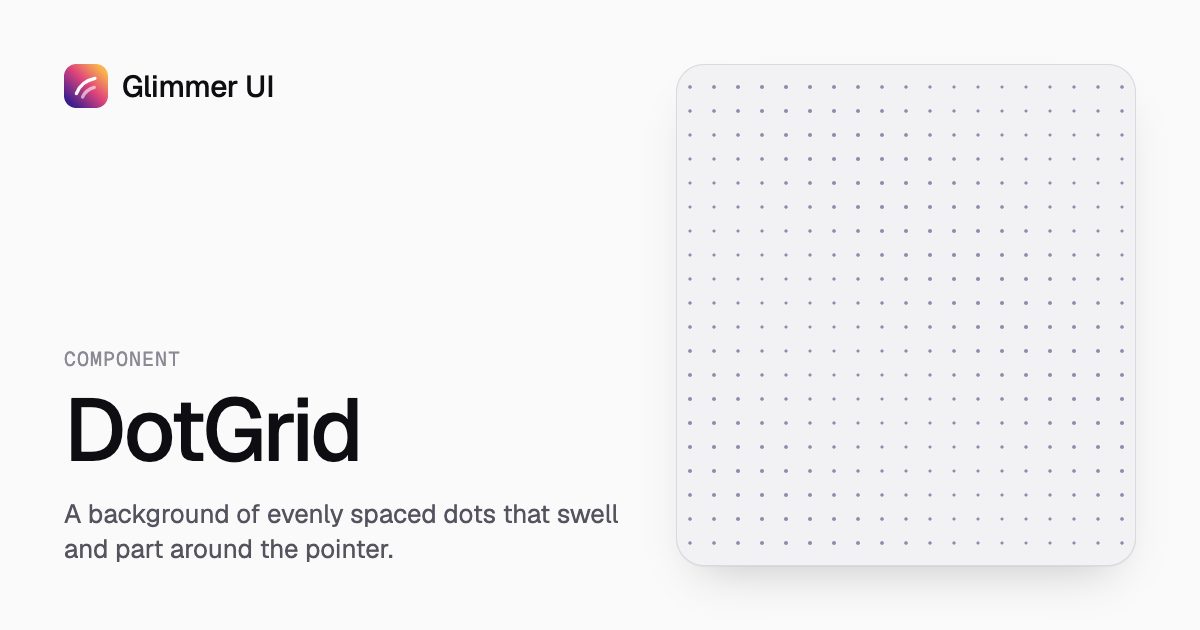 Glimmer UI
COMPONENT
DotGrid
A background of evenly spaced dots that swell
and part around the pointer.